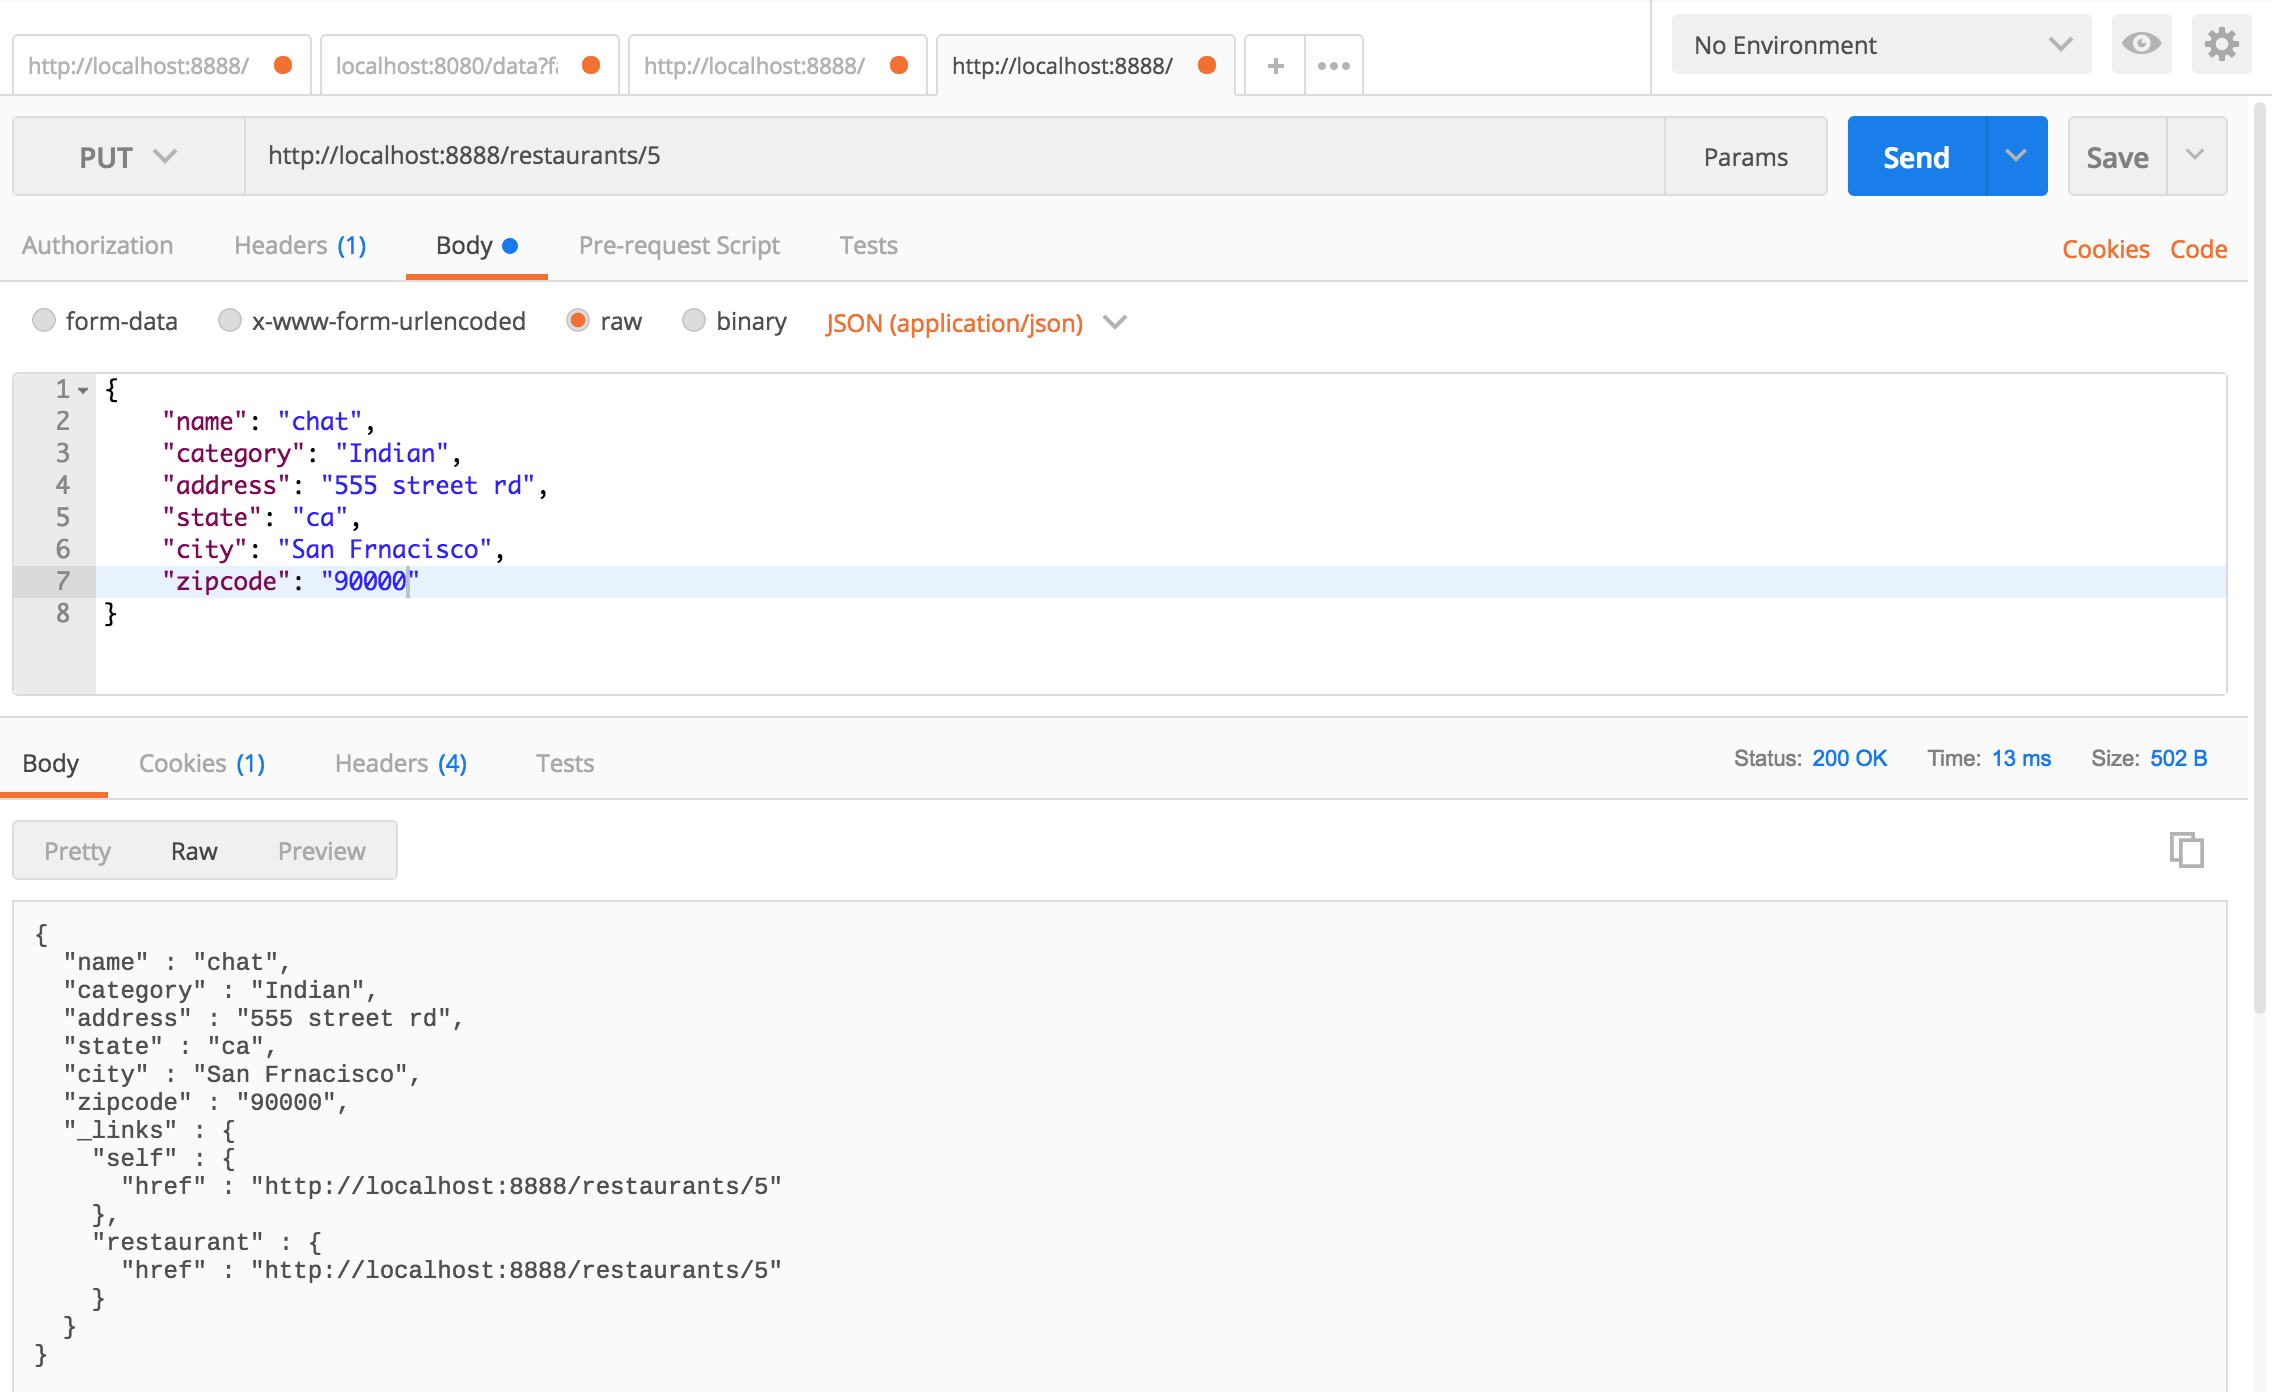 http://localhost:8888/ localhost:8080/data?f http://localhost:8888/ http://localhost:8888/ + ••• No Environment
PUT http://localhost:8888/restaurants/5 Params Send Save
Authorization Headers (1) Body Pre-request Script Tests Cookies Code
form-data x-www-form-urlencoded raw binary JSON (application/json)
1 {
2 "name": "chat",
3 "category": "Indian",
4 "address": "555 street rd",
5 "state": "ca",
6 "city": "San Frnacisco",
7 "zipcode": "90000"
8 }
Body Cookies (1) Headers (4) Tests Status: 200 OK Time: 13 ms Size: 502 B
Pretty Raw Preview
{
"name" : "chat",
"category" : "Indian",
"address" : "555 street rd",
"state" : "ca",
"city" : "San Frnacisco",
"zipcode" : "90000",
"_links" : {
"self" : {
"href" : "http://localhost:8888/restaurants/5"
},
"restaurant" : {
"href" : "http://localhost:8888/restaurants/5"
}
}
}